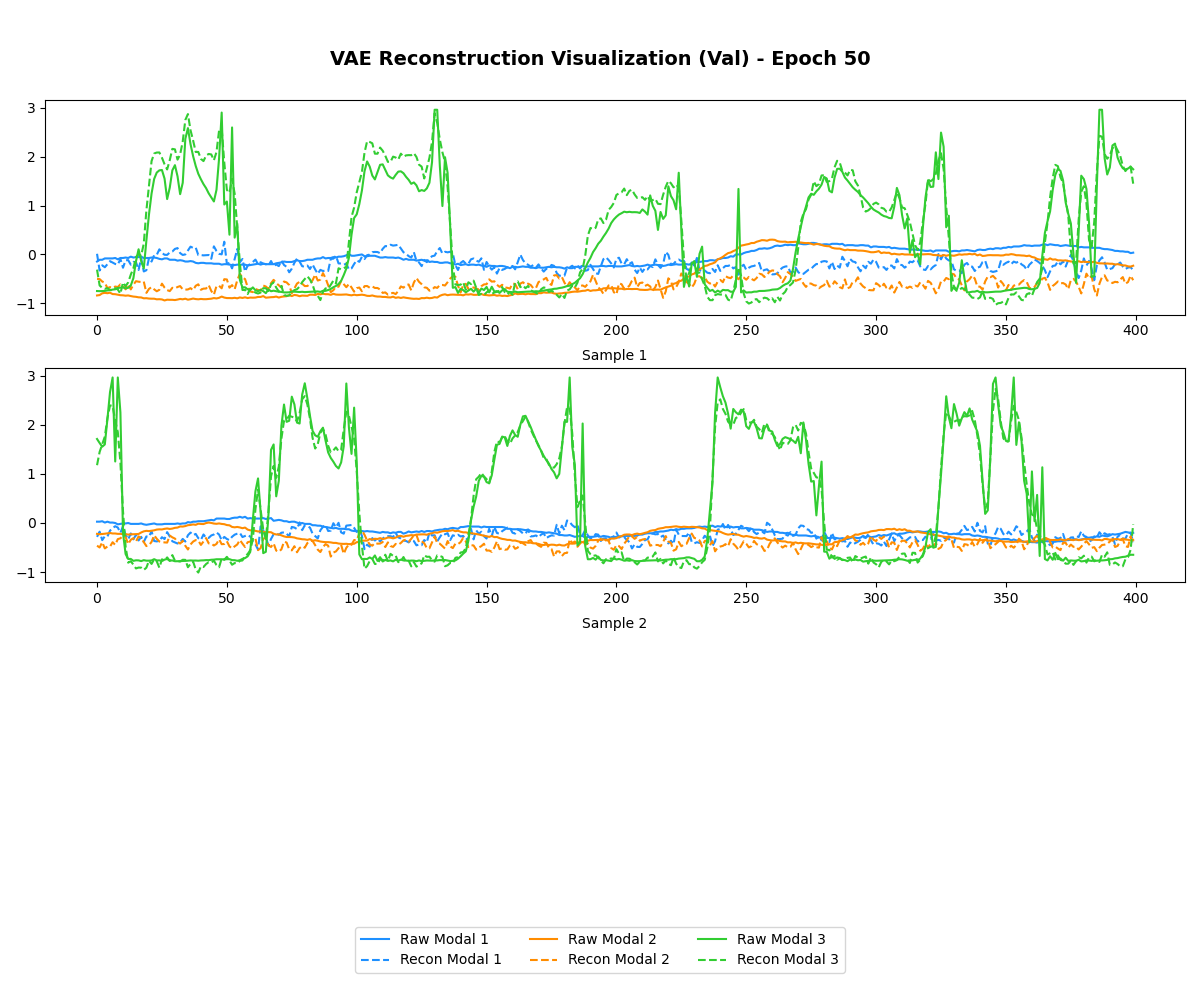 VAE Reconstruction Visualization (Val) - Epoch 50
3
2
1
0
−1
0 50 100 150 200 250 300 350 400
Sample 1
3
2
1
0
−1
0 50 100 150 200 250 300 350 400
Sample 2
Raw Modal 1 Raw Modal 2 Raw Modal 3
Recon Modal 1 Recon Modal 2 Recon Modal 3